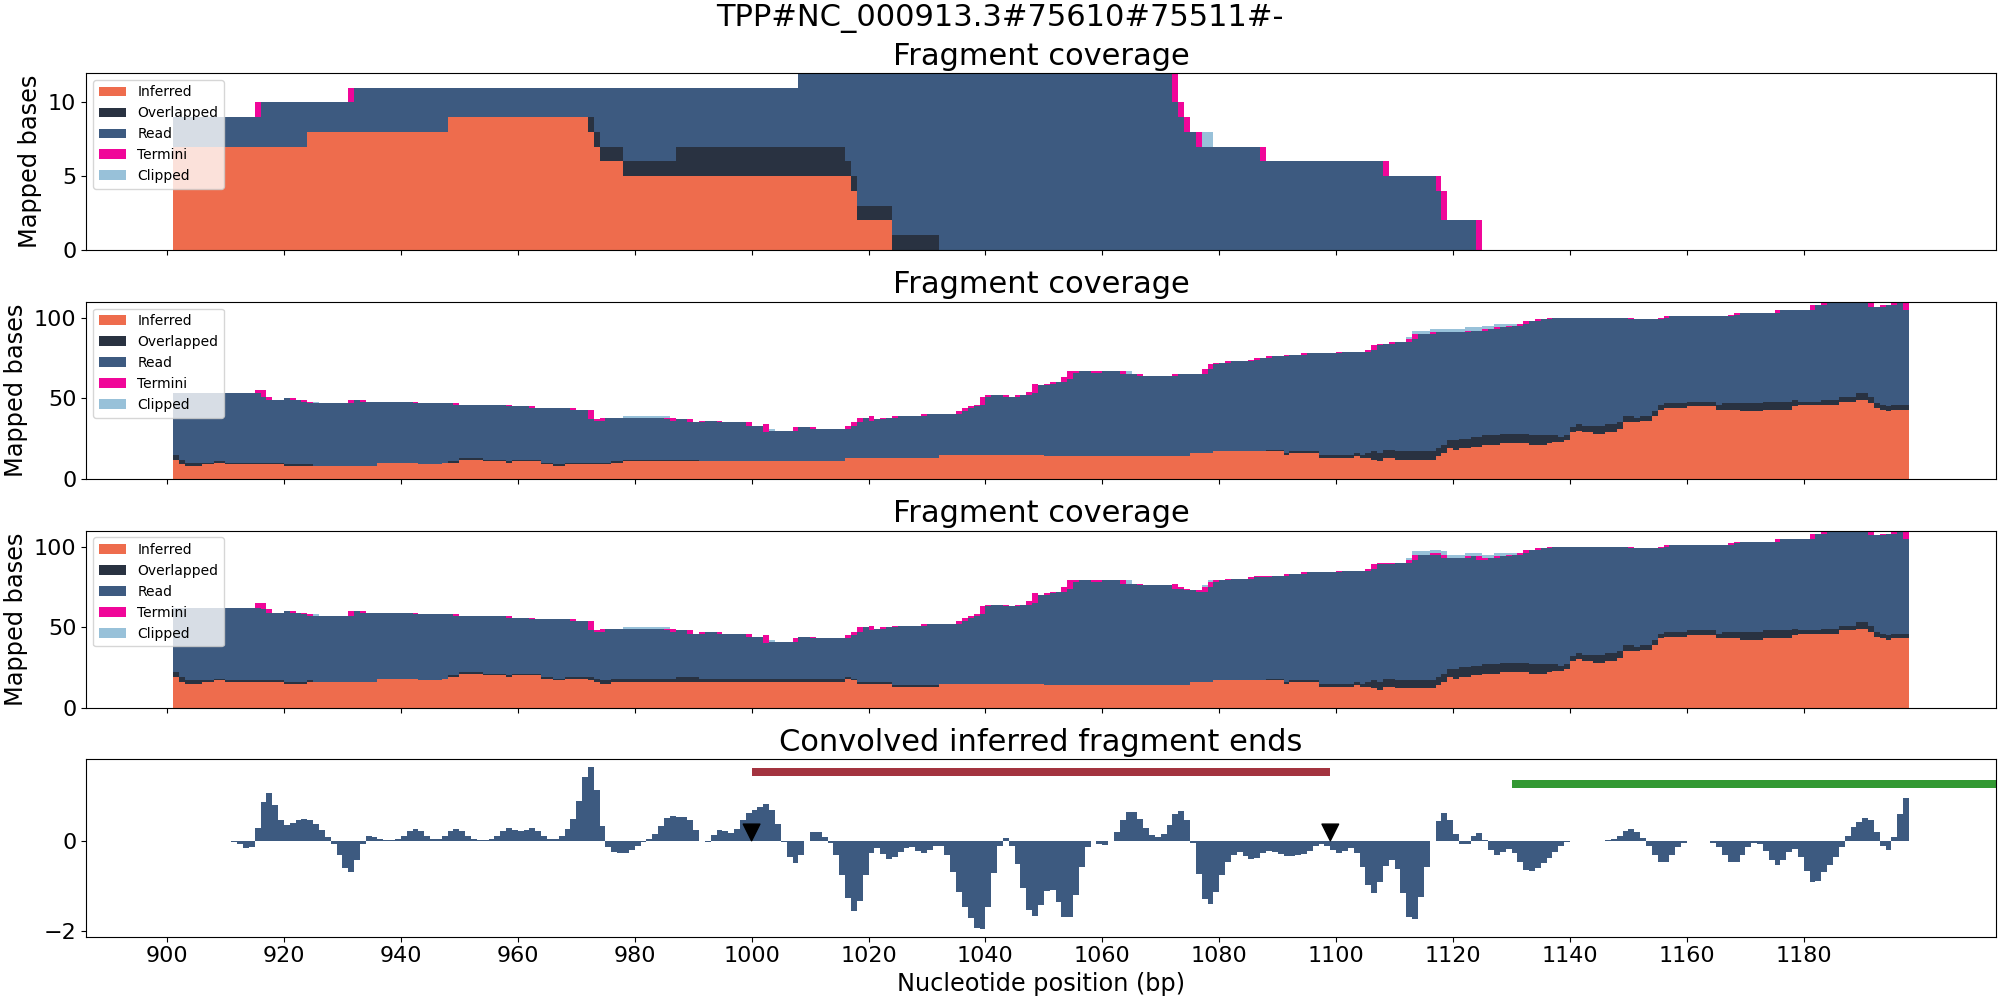 TPP#NC_000913.3#75610#75511#-
Fragment coverage
Mapped bases
10
5
0
Inferred
Overlapped
Read
Termini
Clipped
Fragment coverage
Mapped bases
100
50
0
Inferred
Overlapped
Read
Termini
Clipped
Fragment coverage
Mapped bases
100
50
0
Inferred
Overlapped
Read
Termini
Clipped
Convolved inferred fragment ends
0
−2
900 920 940 960 980 1000 1020 1040 1060 1080 1100 1120 1140 1160 1180
Nucleotide position (bp)